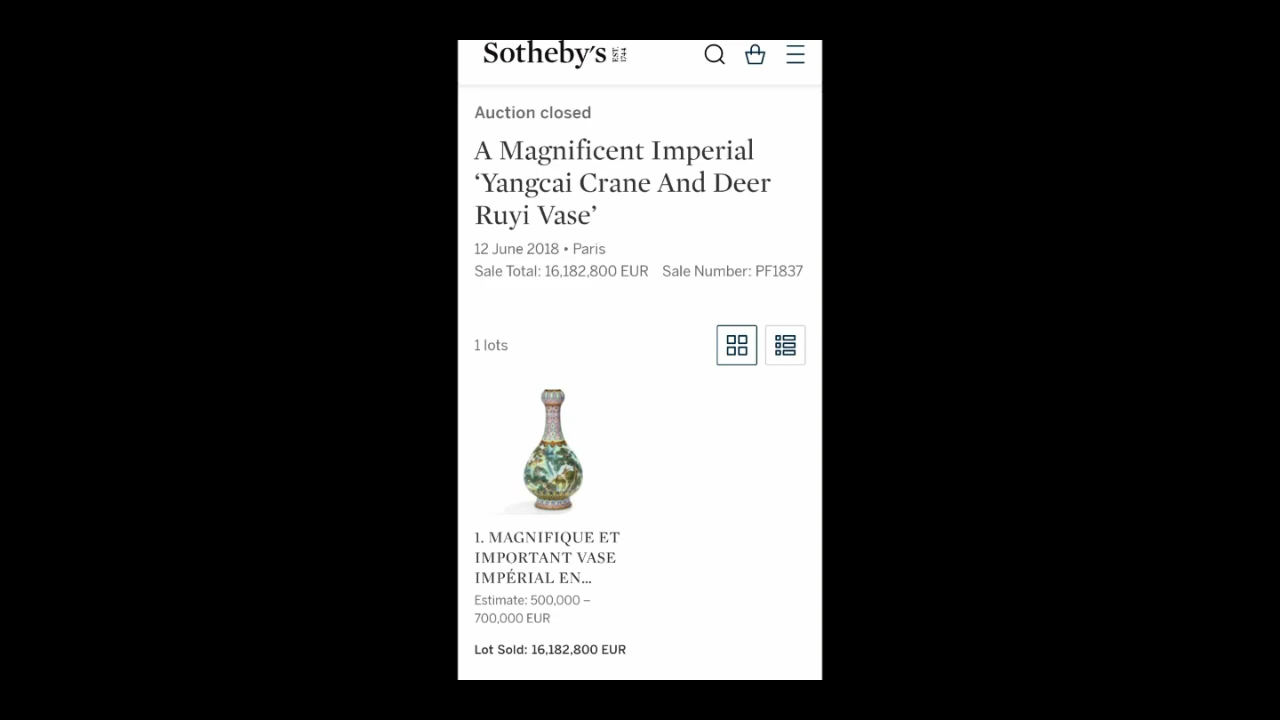 Sotheby's EST. 1744
Auction closed
A Magnificent Imperial
‘Yangcai Crane And Deer
Ruyi Vase’
12 June 2018 • Paris
Sale Total: 16,182,800 EUR Sale Number: PF1837
1 lots
1. MAGNIFIQUE ET
IMPORTANT VASE
IMPÉRIAL EN...
Estimate: 500,000 –
700,000 EUR
Lot Sold: 16,182,800 EUR